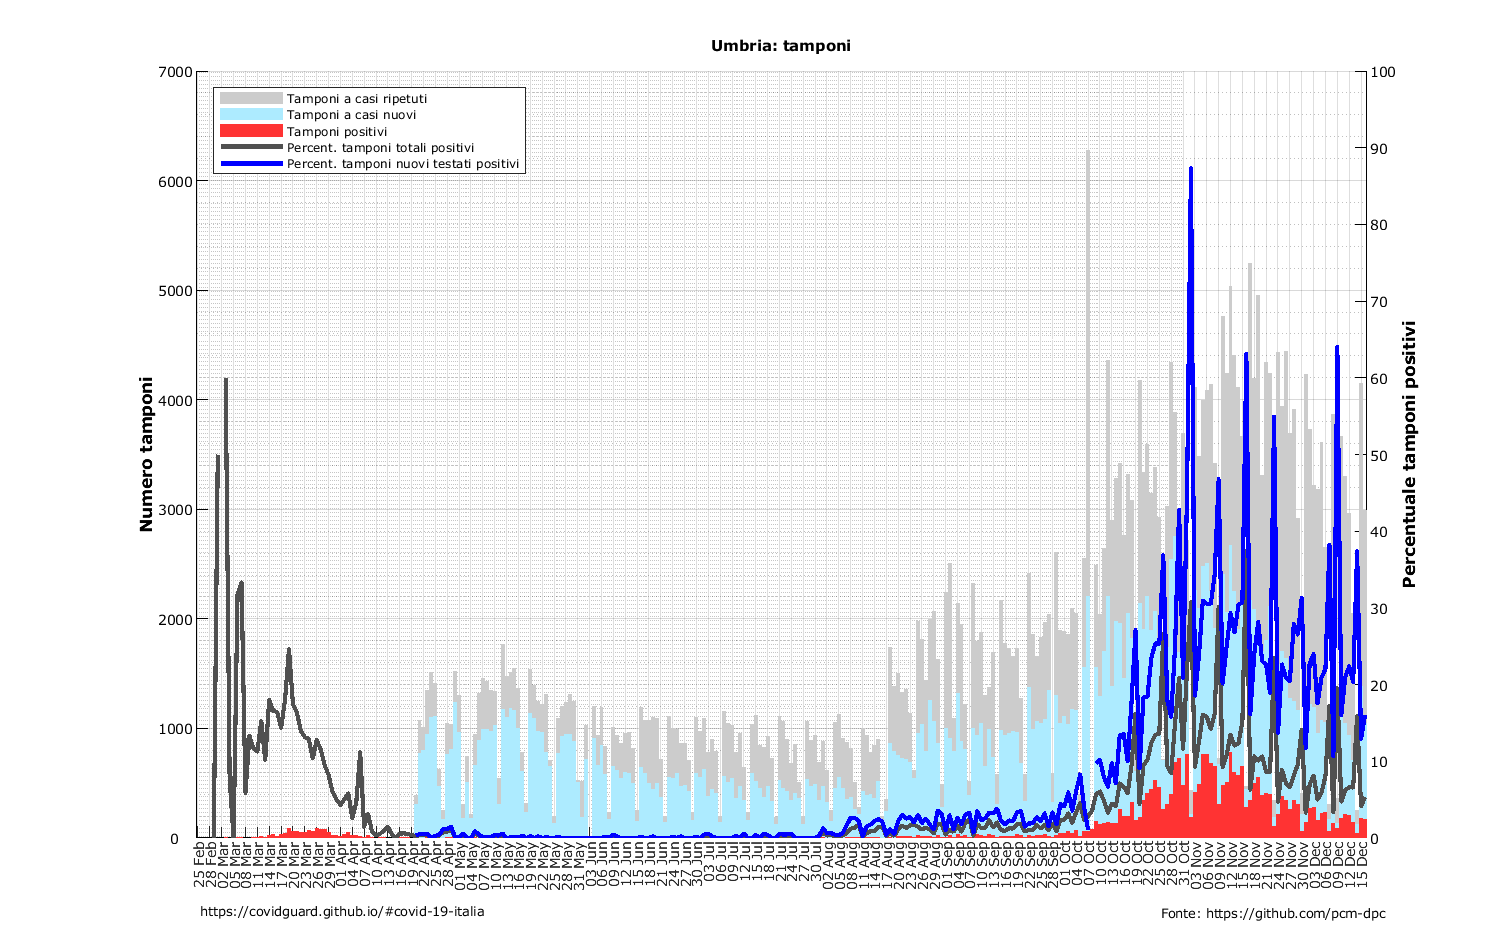 Umbria: tamponi
7000
6000
5000
4000
3000
2000
1000
0
Numero tamponi
Tamponi a casi ripetuti
Tamponi a casi nuovi
Tamponi positivi
Percent. tamponi totali positivi
Percent. tamponi nuovi testati positivi
100
90
80
70
60
50
40
30
20
10
0
Percentuale tamponi positivi
25 Feb
28 Feb
02 Mar
05 Mar
08 Mar
11 Mar
14 Mar
17 Mar
20 Mar
23 Mar
26 Mar
29 Mar
01 Apr
04 Apr
07 Apr
10 Apr
13 Apr
16 Apr
19 Apr
22 Apr
25 Apr
28 Apr
01 May
04 May
07 May
10 May
13 May
16 May
19 May
22 May
25 May
28 May
31 May
03 Jun
06 Jun
09 Jun
12 Jun
15 Jun
18 Jun
21 Jun
24 Jun
27 Jun
30 Jun
03 Jul
06 Jul
09 Jul
12 Jul
15 Jul
18 Jul
21 Jul
24 Jul
27 Jul
30 Jul
02 Aug
05 Aug
08 Aug
11 Aug
14 Aug
17 Aug
20 Aug
23 Aug
26 Aug
29 Aug
01 Sep
04 Sep
07 Sep
10 Sep
13 Sep
16 Sep
19 Sep
22 Sep
25 Sep
28 Sep
01 Oct
04 Oct
07 Oct
10 Oct
13 Oct
16 Oct
19 Oct
22 Oct
25 Oct
28 Oct
31 Oct
03 Nov
06 Nov
09 Nov
12 Nov
15 Nov
18 Nov
21 Nov
24 Nov
27 Nov
30 Nov
03 Dec
06 Dec
09 Dec
12 Dec
15 Dec
https://covidguard.github.io/#covid-19-italia
Fonte: https://github.com/pcm-dpc